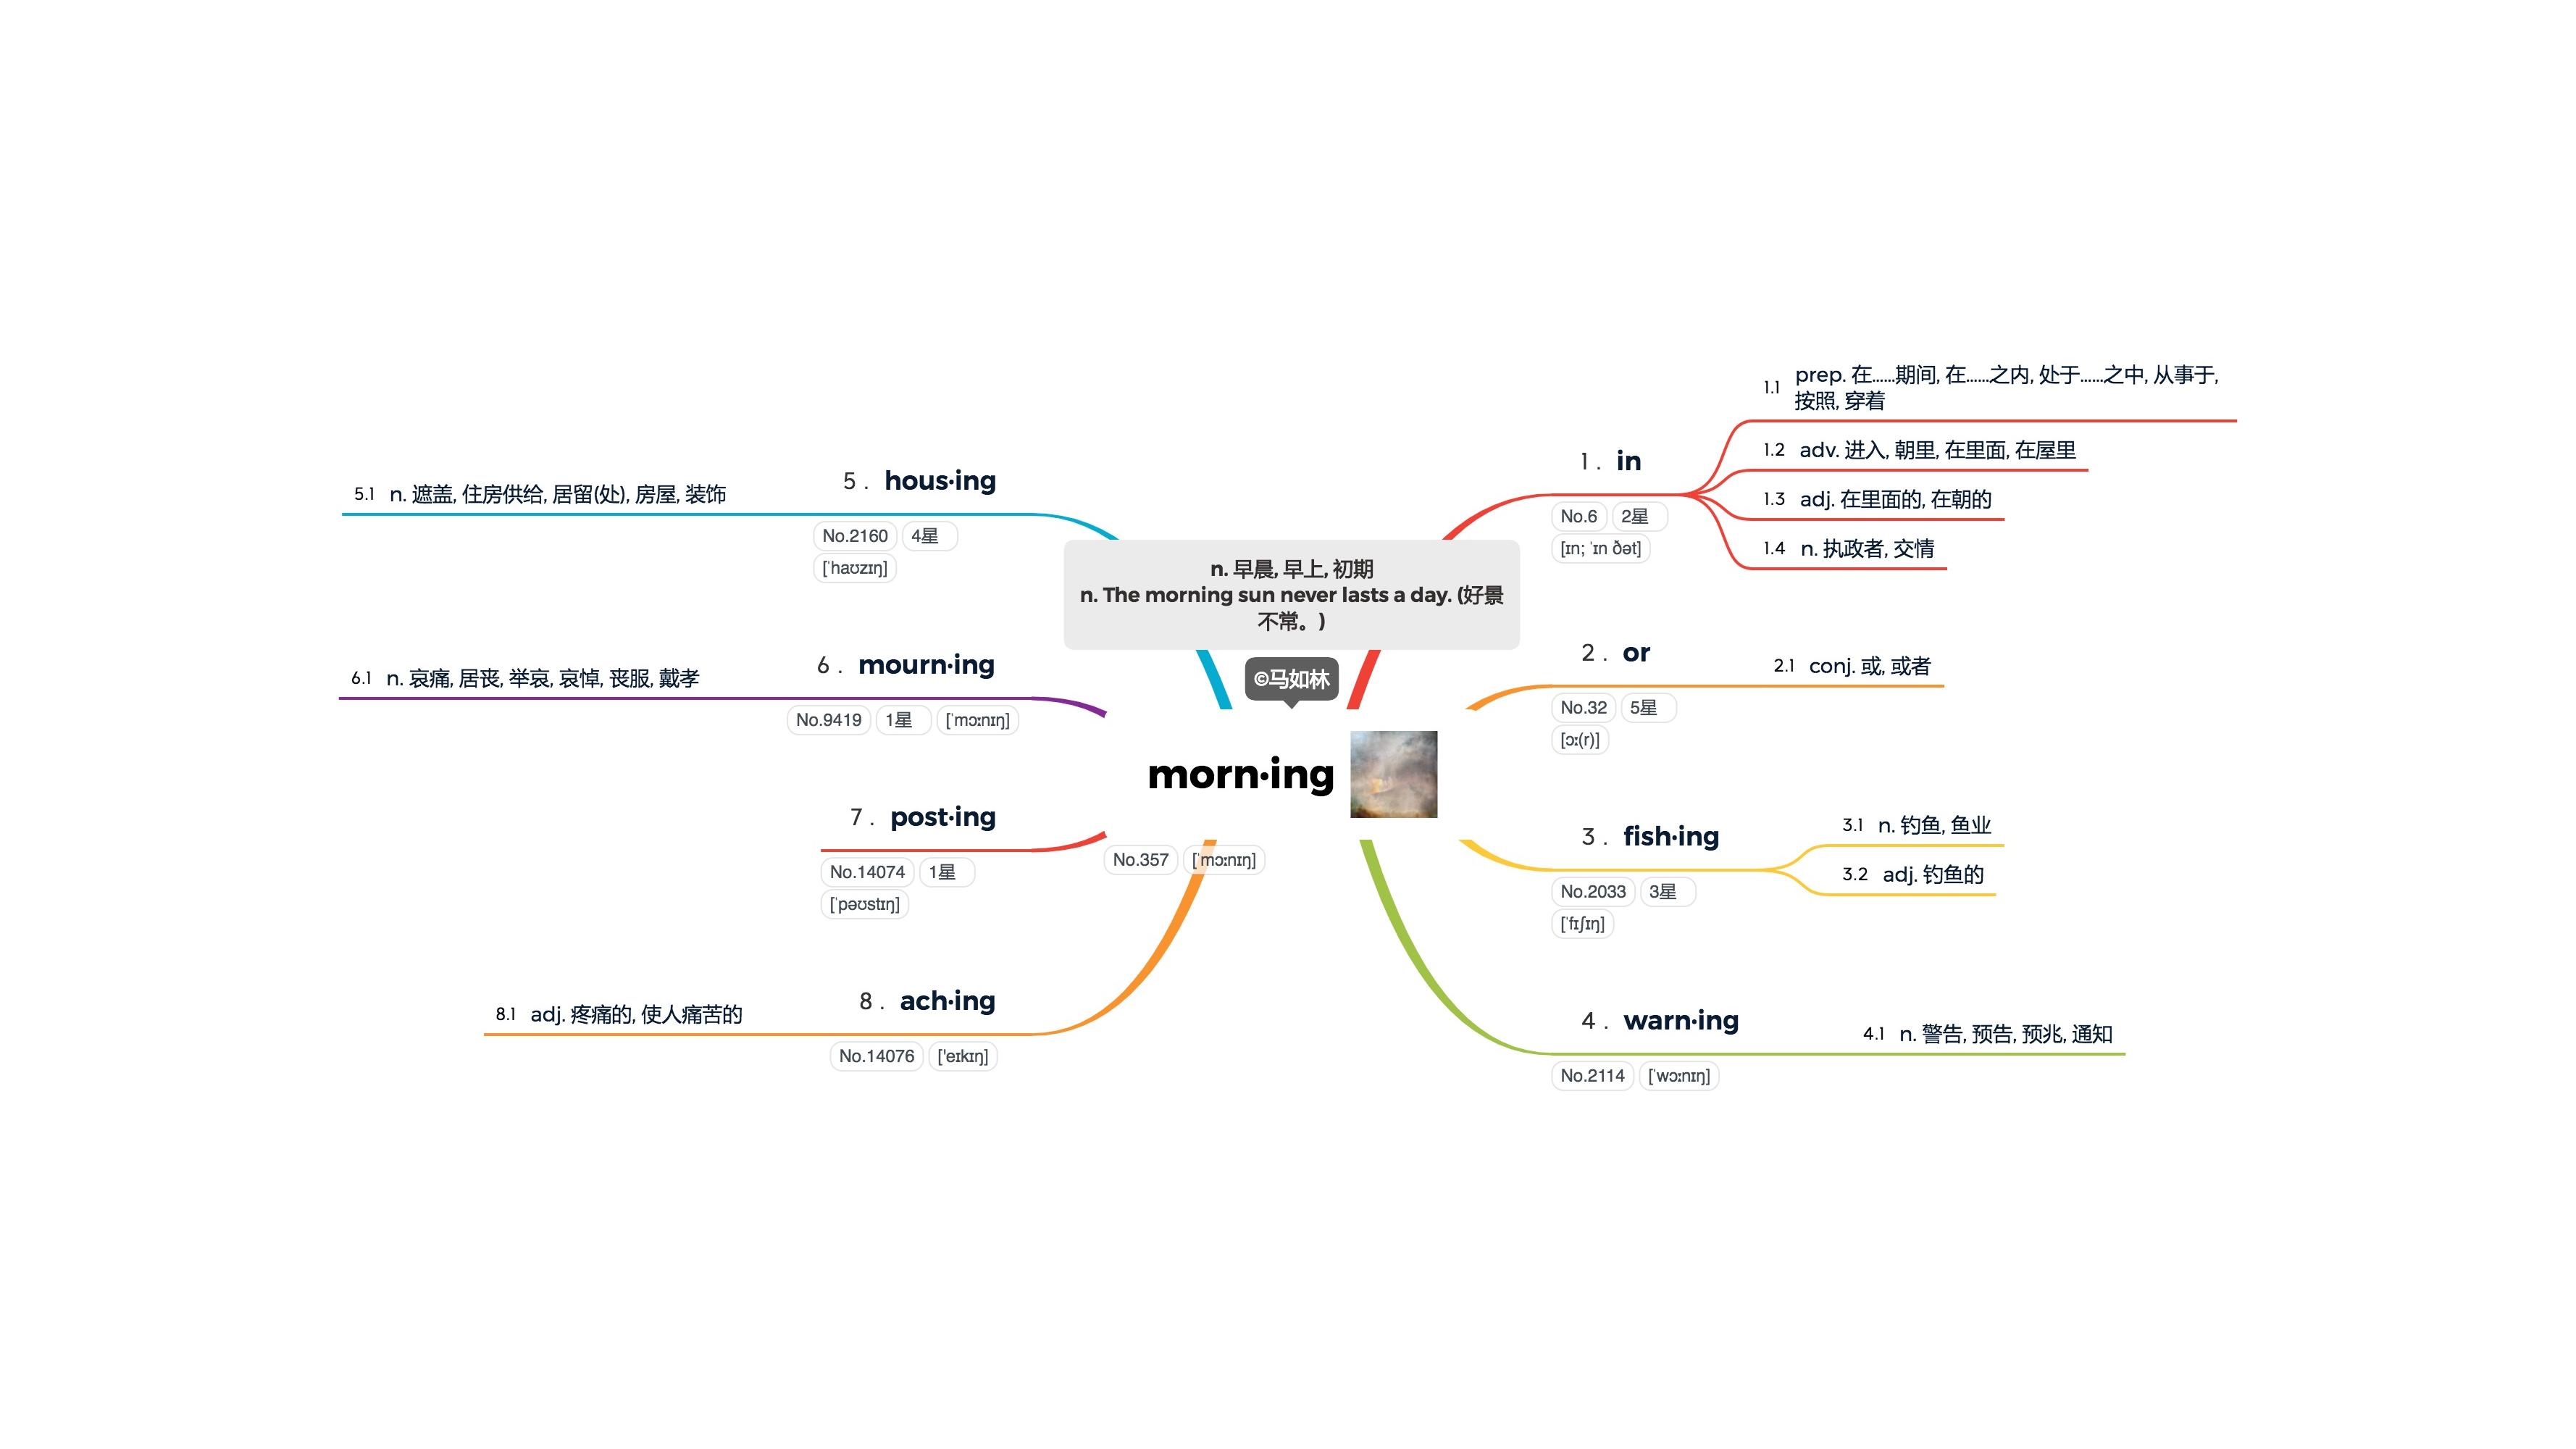 n. 早晨, 早上, 初期
n. The morning sun never lasts a day. (好景
不常。)
©马如林
morn·ing
No.357 [ˈmɔːnɪŋ]
1 . in
No.6 2星
[ɪn; ˈɪn ðət]
1.1 prep. 在……期间, 在……之内, 处于……之中, 从事于,
按照, 穿着
1.2 adv. 进入, 朝里, 在里面, 在屋里
1.3 adj. 在里面的, 在朝的
1.4 n. 执政者, 交情
2 . or
No.32 5星
[ɔː(r)]
2.1 conj. 或, 或者
3 . fish·ing
No.2033 3星
[ˈfɪʃɪŋ]
3.1 n. 钓鱼, 鱼业
3.2 adj. 钓鱼的
4 . warn·ing
No.2114 [ˈwɔːnɪŋ]
4.1 n. 警告, 预告, 预兆, 通知
5 . hous·ing
No.2160 4星
[ˈhaʊzɪŋ]
5.1 n. 遮盖, 住房供给, 居留(处), 房屋, 装饰
6 . mourn·ing
No.9419 1星 [ˈmɔːnɪŋ]
6.1 n. 哀痛, 居丧, 举哀, 哀悼, 丧服, 戴孝
7 . post·ing
No.14074 1星
[ˈpəʊstɪŋ]
8 . ach·ing
No.14076 ['eɪkɪŋ]
8.1 adj. 疼痛的, 使人痛苦的